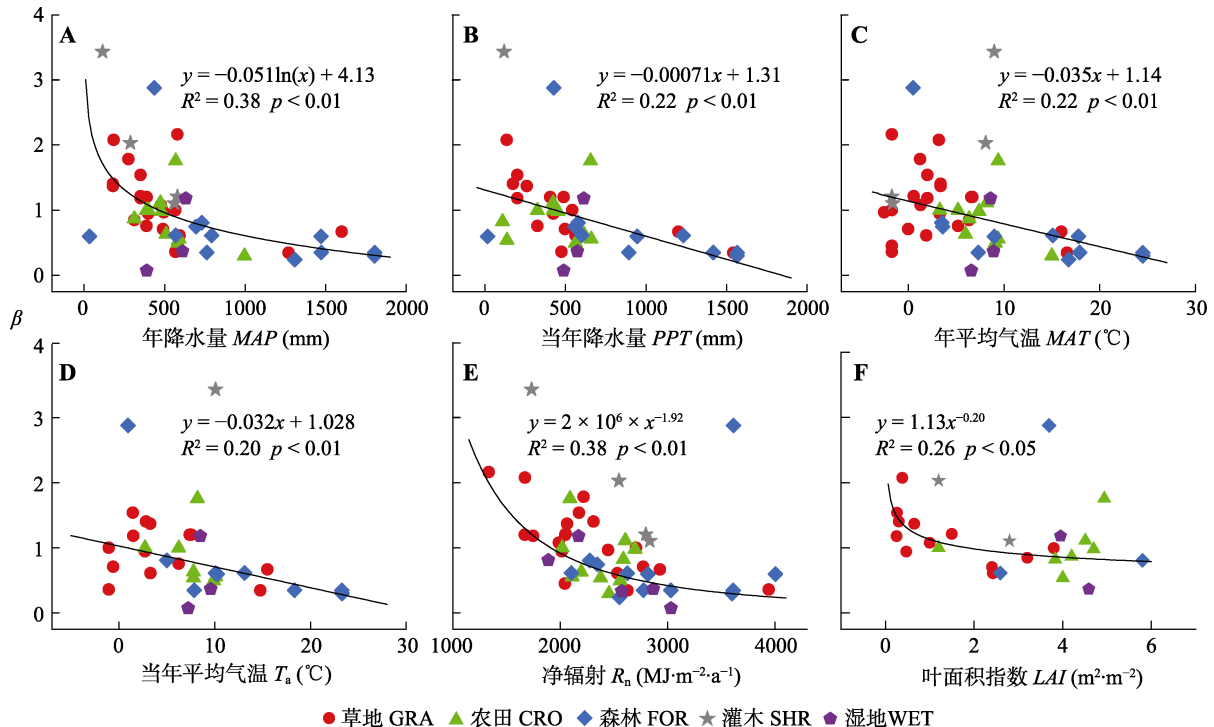 4
3
2
1
0
A
y = −0.051ln(x) + 4.13
R² = 0.38 p < 0.01
0 500 1000 1500 2000
年降水量 MAP (mm)
B
y = −0.00071x + 1.31
R² = 0.22 p < 0.01
0 500 1000 1500 2000
当年降水量 PPT (mm)
C
y = −0.035x + 1.14
R² = 0.22 p < 0.01
0 10 20 30
年平均气温 MAT (℃)
β
4
3
2
1
0
D
y = −0.032x + 1.028
R² = 0.20 p < 0.01
0 10 20 30
当年平均气温 Tₐ (℃)
E
y = 2 × 10⁶ × x⁻¹·⁹²
R² = 0.38 p < 0.01
1000 2000 3000 4000
净辐射 Rₙ (MJ·m⁻²·a⁻¹)
F
y = 1.13x⁻⁰·²⁰
R² = 0.26 p < 0.05
0 2 4 6
叶面积指数 LAI (m²·m⁻²)
草地 GRA 农田 CRO 森林 FOR 灌木 SHR 湿地WET